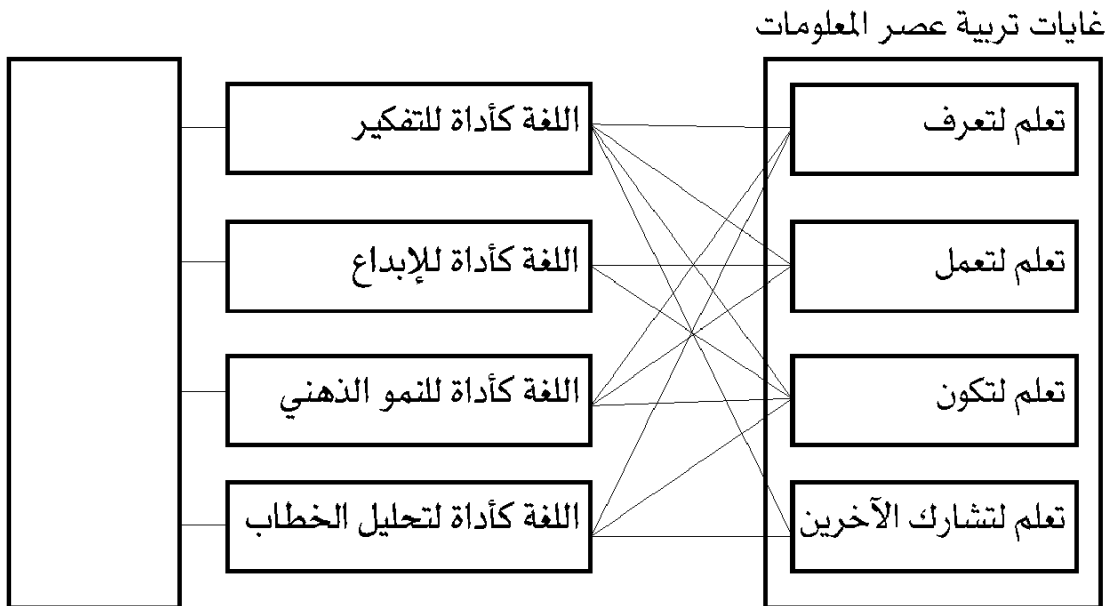 غايات تربية عصر المعلومات
تعلم لتعرف
اللغة كأداة للتفكير
تعلم لتعمل
اللغة كأداة للإبداع
تعلم لتكون
اللغة كأداة للنمو الذهني
تعلم لتشارك الآخرين
اللغة كأداة لتحليل الخطاب